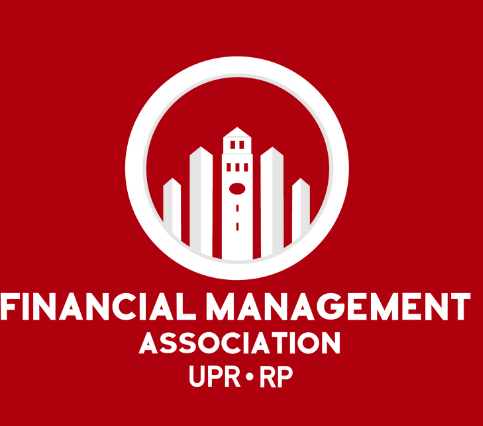 FINANCIAL MANAGEMENT
ASSOCIATION
UPR • RP